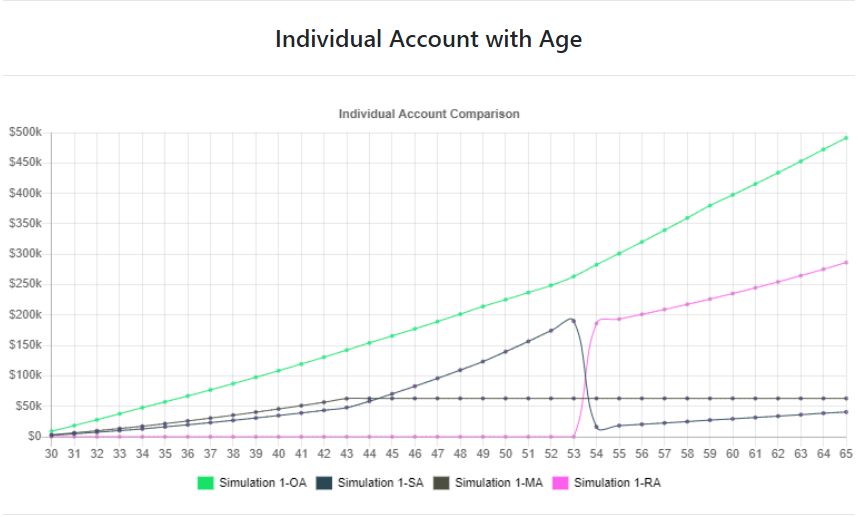 Individual Account with Age
Individual Account Comparison
$500k
$450k
$400k
$350k
$300k
$250k
$200k
$150k
$100k
$50k
$0
30 31 32 33 34 35 36 37 38 39 40 41 42 43 44 45 46 47 48 49 50 51 52 53 54 55 56 57 58 59 60 61 62 63 64 65
Simulation 1-OA Simulation 1-SA Simulation 1-MA Simulation 1-RA